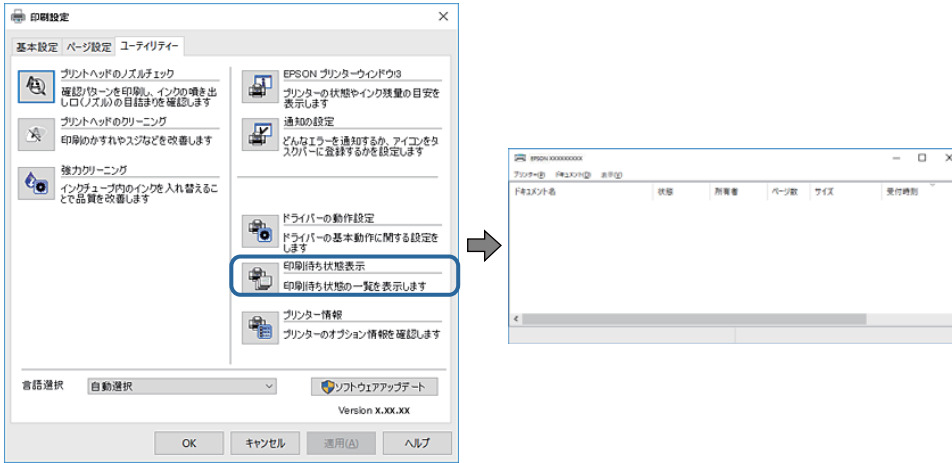 印刷設定
基本設定 ページ設定 ユーティリティー
プリントヘッドのノズルチェック
確認パターンを印刷し、インクの噴き出
し口(ノズル)の目詰まりを確認します
プリントヘッドのクリーニング
印刷のかすれやスジなどを改善します
強力クリーニング
インクチューブ内のインクを入れ替えるこ
とで品質を改善します
EPSON プリンターウィンドウ!3
プリンターの状態やインク残量の目安を
表示します
通知の設定
どんなエラーを通知するか、アイコンをタ
スクバーに登録するかを設定します
ドライバーの動作設定
ドライバーの基本動作に関する設定を
します
印刷待ち状態表示
印刷待ち状態の一覧を表示します
プリンター情報
プリンターのオプション情報を確認します
言語選択 自動選択
ソフトウェアアップデート
Version X.XX.XX
OK キャンセル 適用(A) ヘルプ
EPSON XXXXXXXXXX
プリンター(P) ドキュメント(D) 表示(V)
ドキュメント名 状態 所有者 ページ数 サイズ 受付時刻